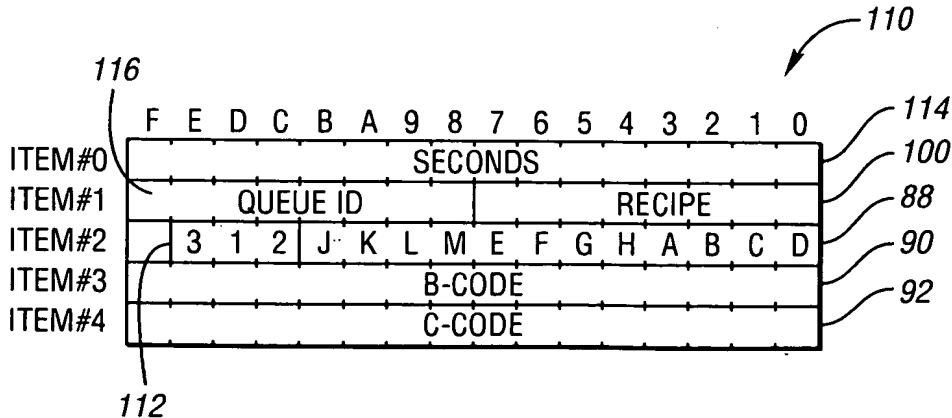 110
116
F E D C B A 9 8 7 6 5 4 3 2 1 0
114
ITEM#0 SECONDS
100
ITEM#1 QUEUE ID RECIPE
88
ITEM#2 3 1 2 J K L M E F G H A B C D
90
ITEM#3 B-CODE
92
ITEM#4 C-CODE
112